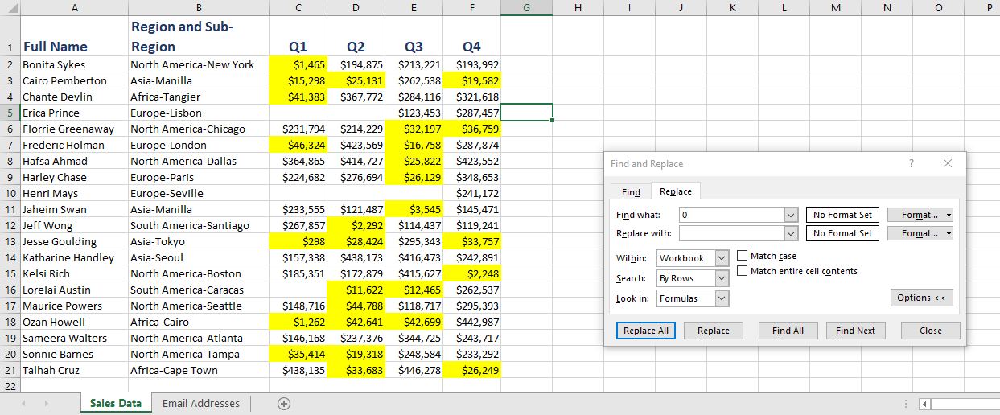 A B C D E F G H I J K L M N O P
1 Full Name Region and Sub-
Region Q1 Q2 Q3 Q4
2 Bonita Sykes North America-New York $1,465 $194,875 $213,221 $193,992
3 Cairo Pemberton Asia-Manilla $15,298 $25,131 $262,538 $19,582
4 Chante Devlin Africa-Tangier $41,383 $367,772 $284,116 $321,618
5 Erica Prince Europe-Lisbon $123,453 $287,457
6 Florrie Greenaway North America-Chicago $231,794 $214,229 $32,197 $36,759
7 Frederic Holman Europe-London $46,324 $423,569 $16,758 $287,874
8 Hafsa Ahmad North America-Dallas $364,865 $414,727 $25,822 $423,552
9 Harley Chase Europe-Paris $224,682 $276,694 $26,129 $348,653
10 Henri Mays Europe-Seville $241,172
11 Jaheim Swan Asia-Manilla $233,555 $121,487 $3,545 $145,471
12 Jeff Wong South America-Santiago $267,857 $2,292 $114,437 $119,241
13 Jesse Goulding Asia-Tokyo $298 $28,424 $295,343 $33,757
14 Katharine Handley Asia-Seoul $157,338 $438,173 $416,473 $242,891
15 Kelsi Rich North America-Boston $185,351 $172,879 $415,627 $2,248
16 Lorelai Austin South America-Caracas $11,622 $12,465 $262,537
17 Maurice Powers North America-Seattle $148,716 $44,788 $118,717 $295,393
18 Ozan Howell Africa-Cairo $1,262 $42,641 $42,699 $442,987
19 Sameera Walters North America-Atlanta $146,168 $237,376 $344,725 $243,717
20 Sonnie Barnes North America-Tampa $35,414 $19,318 $248,584 $233,292
21 Talhah Cruz Africa-Cape Town $438,135 $33,683 $446,278 $26,249
22
Sales Data Email Addresses
Find and Replace ?
Find Replace
Find what: 0 No Format Set Format...
Replace with: No Format Set Format...
Within: Workbook Match case
Search: By Rows Match entire cell contents
Look in: Formulas Options <<
Replace All Replace Find All Find Next Close